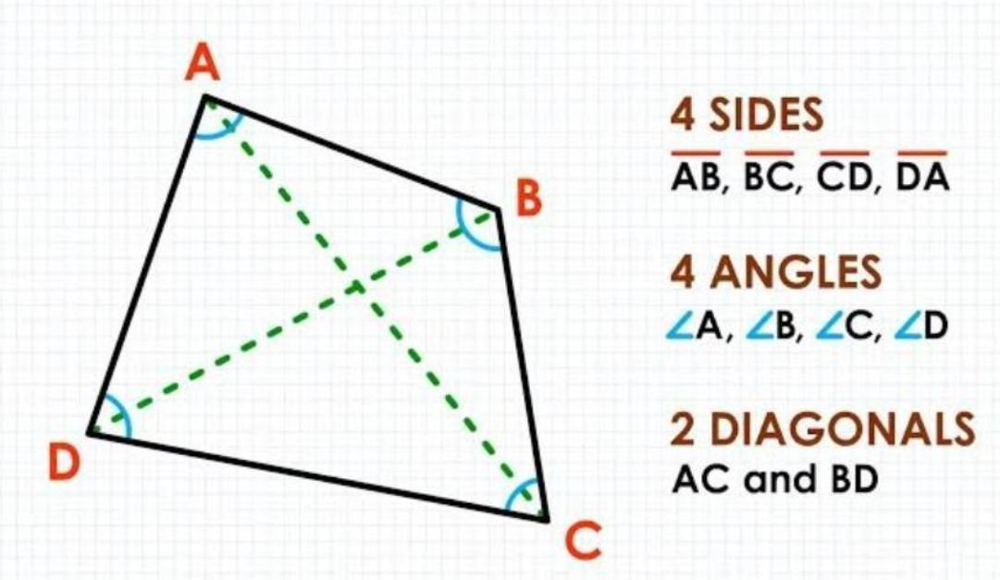 A
B
D
C
4 SIDES
AB, BC, CD, DA
4 ANGLES
∠A, ∠B, ∠C, ∠D
2 DIAGONALS
AC and BD